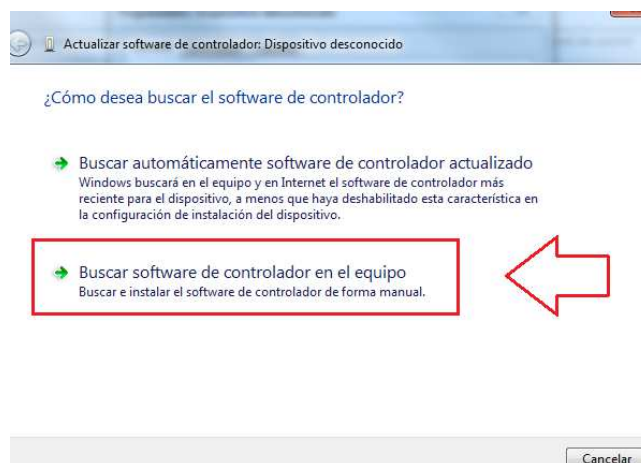 Actualizar software de controlador: Dispositivo desconocido
¿Cómo desea buscar el software de controlador?
Buscar automáticamente software de controlador actualizado
Windows buscará en el equipo y en Internet el software de controlador más
reciente para el dispositivo, a menos que haya deshabilitado esta característica en
la configuración de instalación del dispositivo.
Buscar software de controlador en el equipo
Buscar e instalar el software de controlador de forma manual.
Cancelar